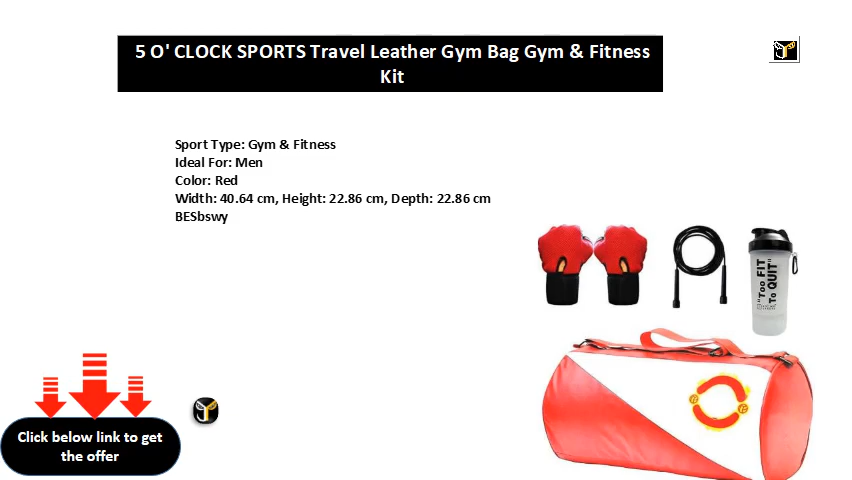 5 O' CLOCK SPORTS Travel Leather Gym Bag Gym & Fitness
Kit
Sport Type: Gym & Fitness
Ideal For: Men
Color: Red
Width: 40.64 cm, Height: 22.86 cm, Depth: 22.86 cm
BESbswy
"Too FIT
To QUIT"
Click below link to get
the offer